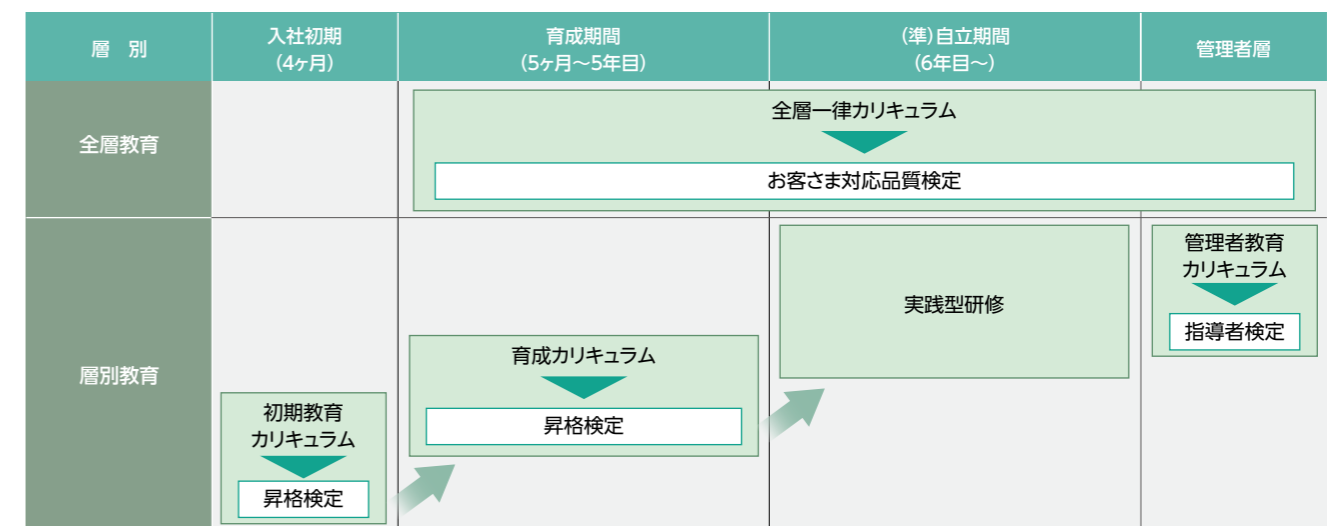 層　別
入社初期
(4ヶ月)
育成期間
(5ヶ月～5年目)
(準)自立期間
(6年目～)
管理者層
全層教育
全層一律カリキュラム
お客さま対応品質検定
層別教育
初期教育
カリキュラム
昇格検定
育成カリキュラム
昇格検定
実践型研修
管理者教育
カリキュラム
指導者検定